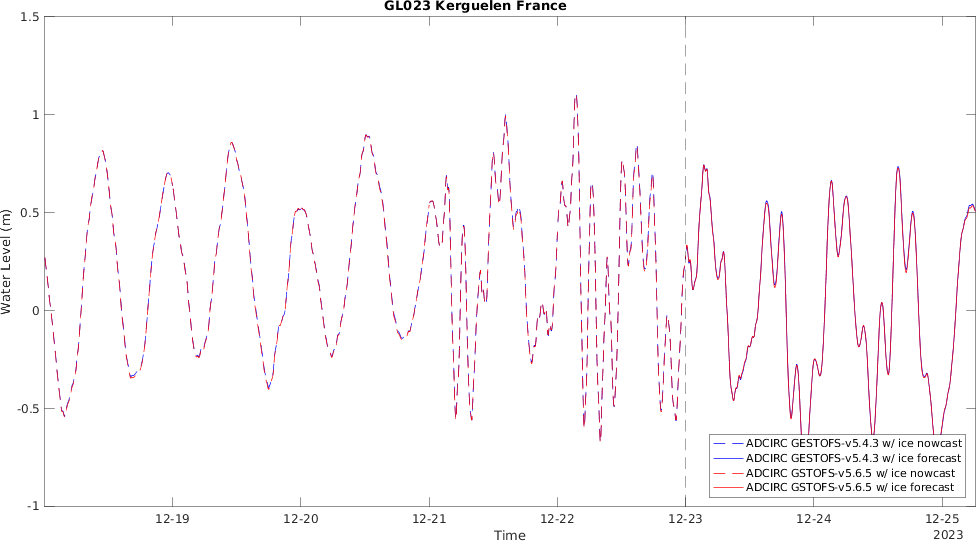 GL023 Kerguelen France
1.5
1
0.5
0
-0.5
-1
Water Level (m)
12-19
12-20
12-21
12-22
12-23
12-24
12-25
2023
Time
ADCIRC GESTOFS-v5.4.3 w/ ice nowcast
ADCIRC GESTOFS-v5.4.3 w/ ice forecast
ADCIRC GSTOFS-v5.6.5 w/ ice nowcast
ADCIRC GSTOFS-v5.6.5 w/ ice forecast